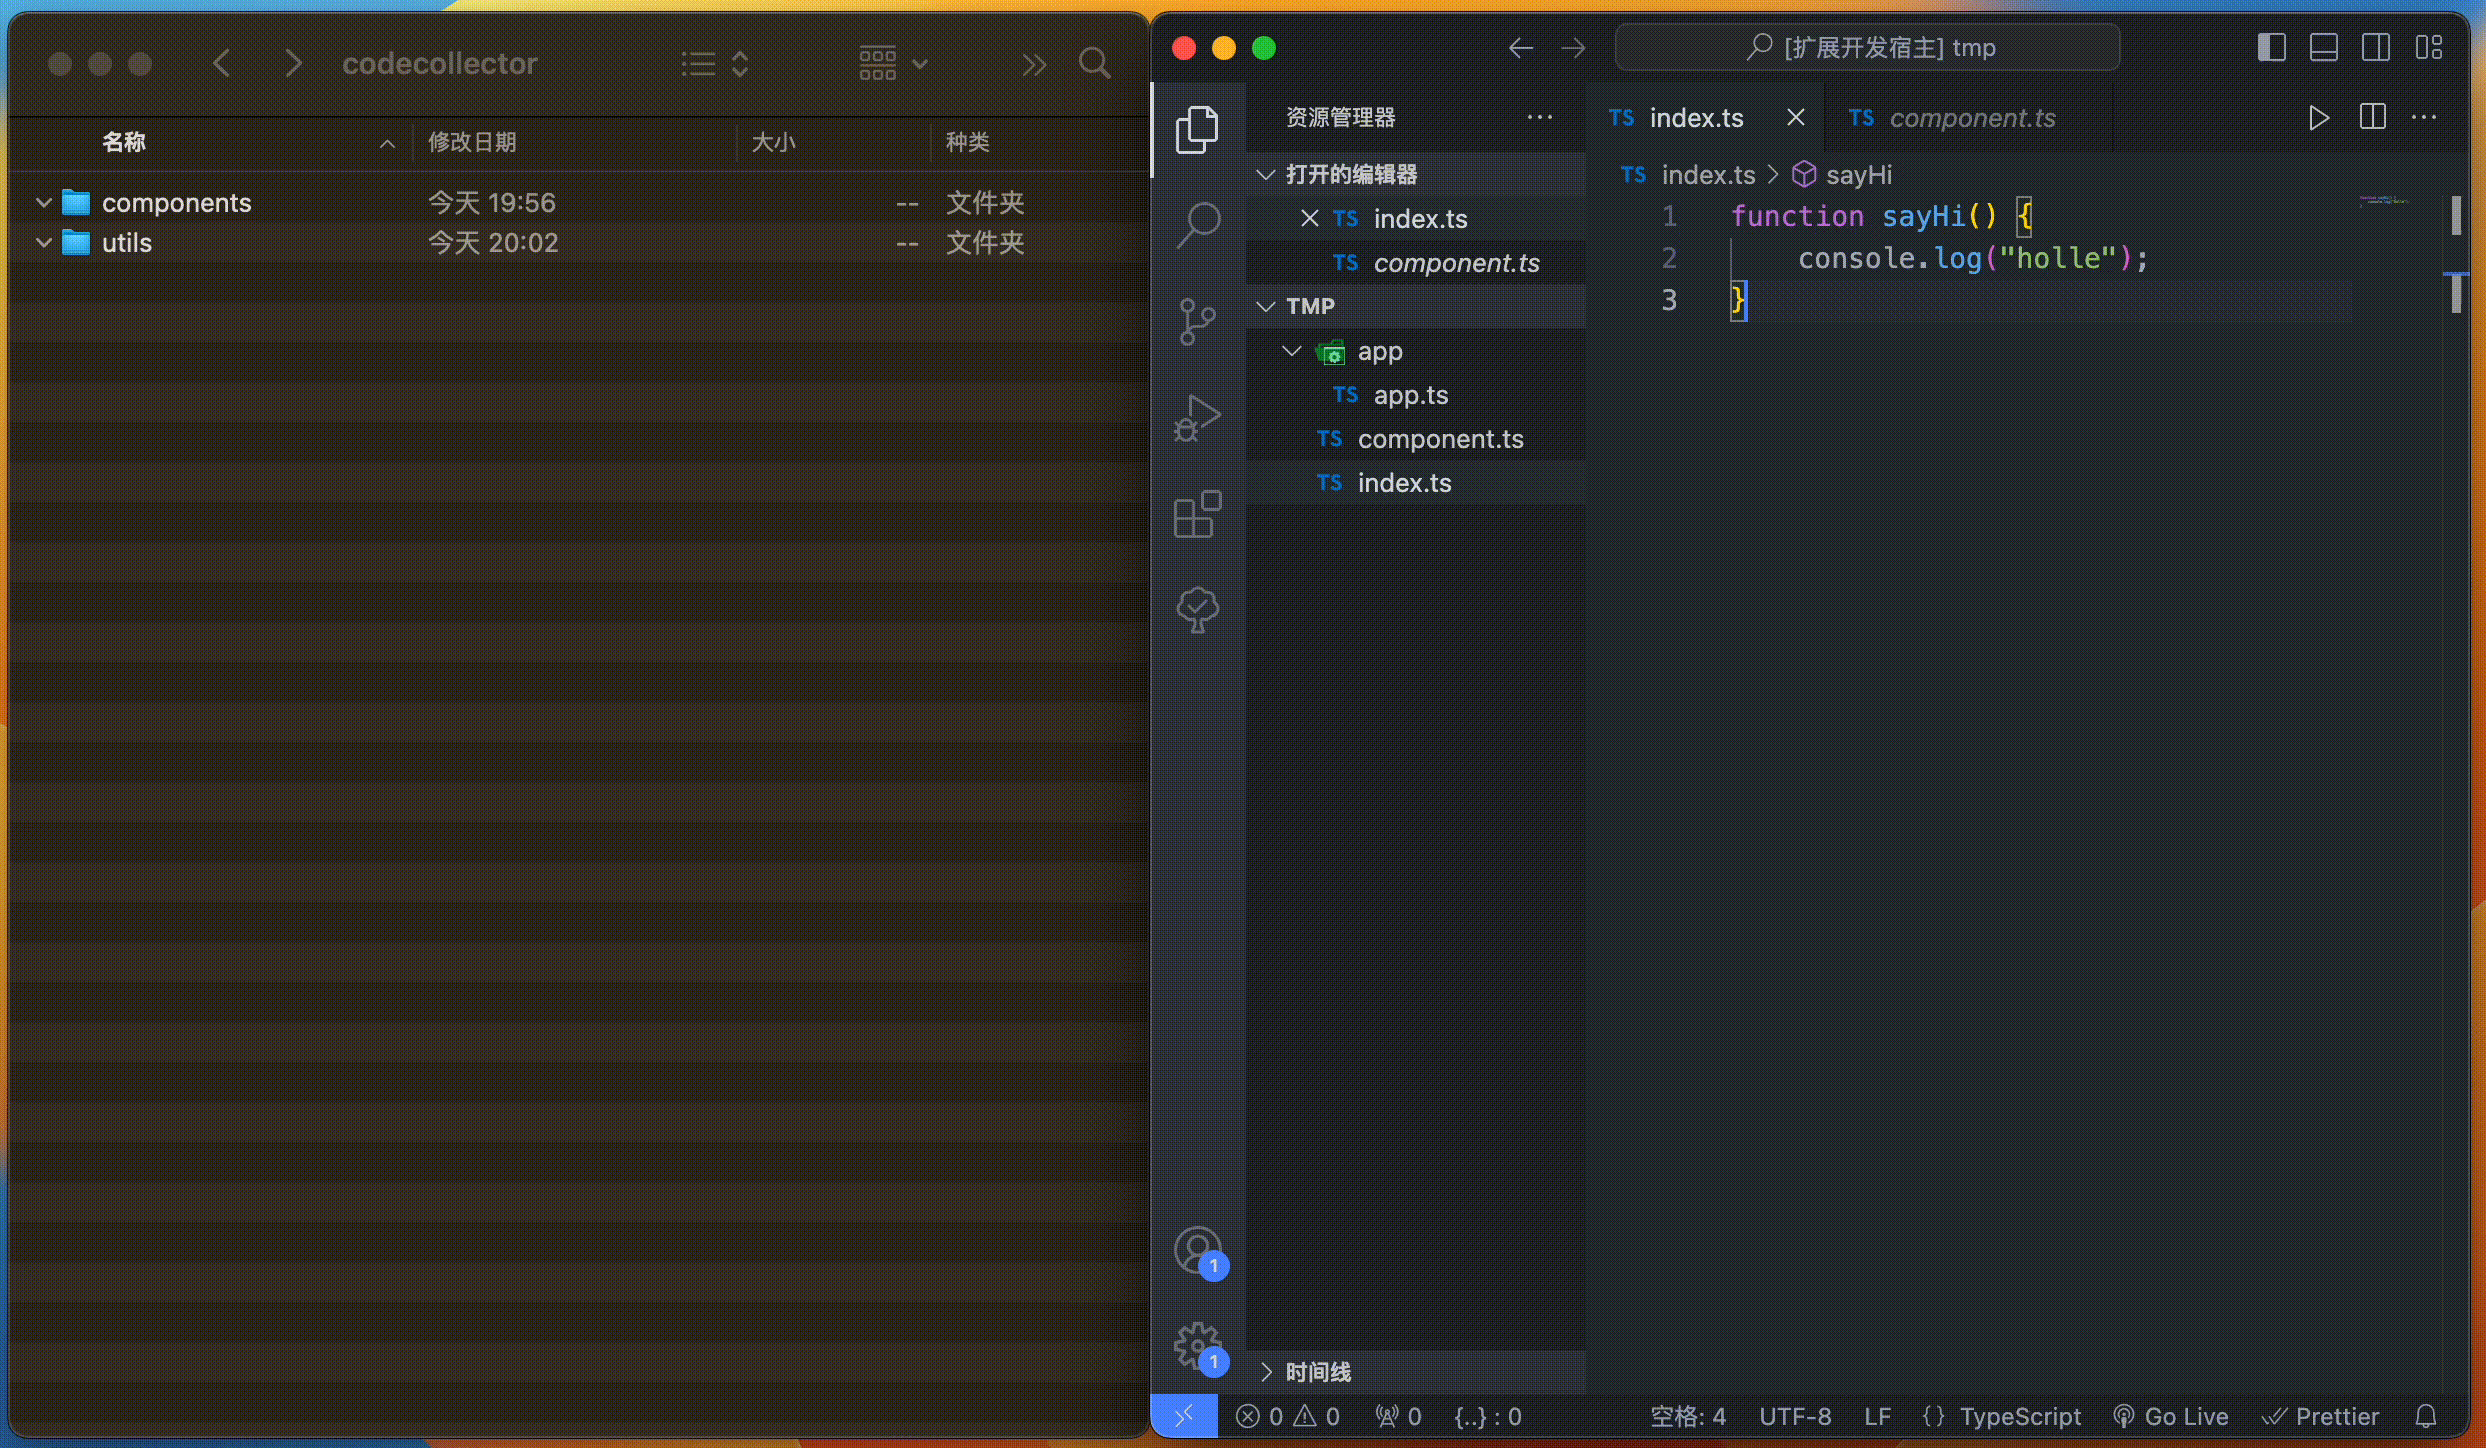 codecollector
名称 修改日期 大小 种类
components 今天 19:56 -- 文件夹
utils 今天 20:02 -- 文件夹
[扩展开发宿主] tmp
资源管理器
打开的编辑器
TS index.ts
TS component.ts
TMP
app
TS app.ts
TS component.ts
TS index.ts
时间线
1
1
TS index.ts
TS component.ts
TS index.ts > sayHi
1 function sayHi() {
2 console.log("holle");
3 }
0 0 0 {..} : 0 空格: 4 UTF-8 LF {} TypeScript Go Live Prettier